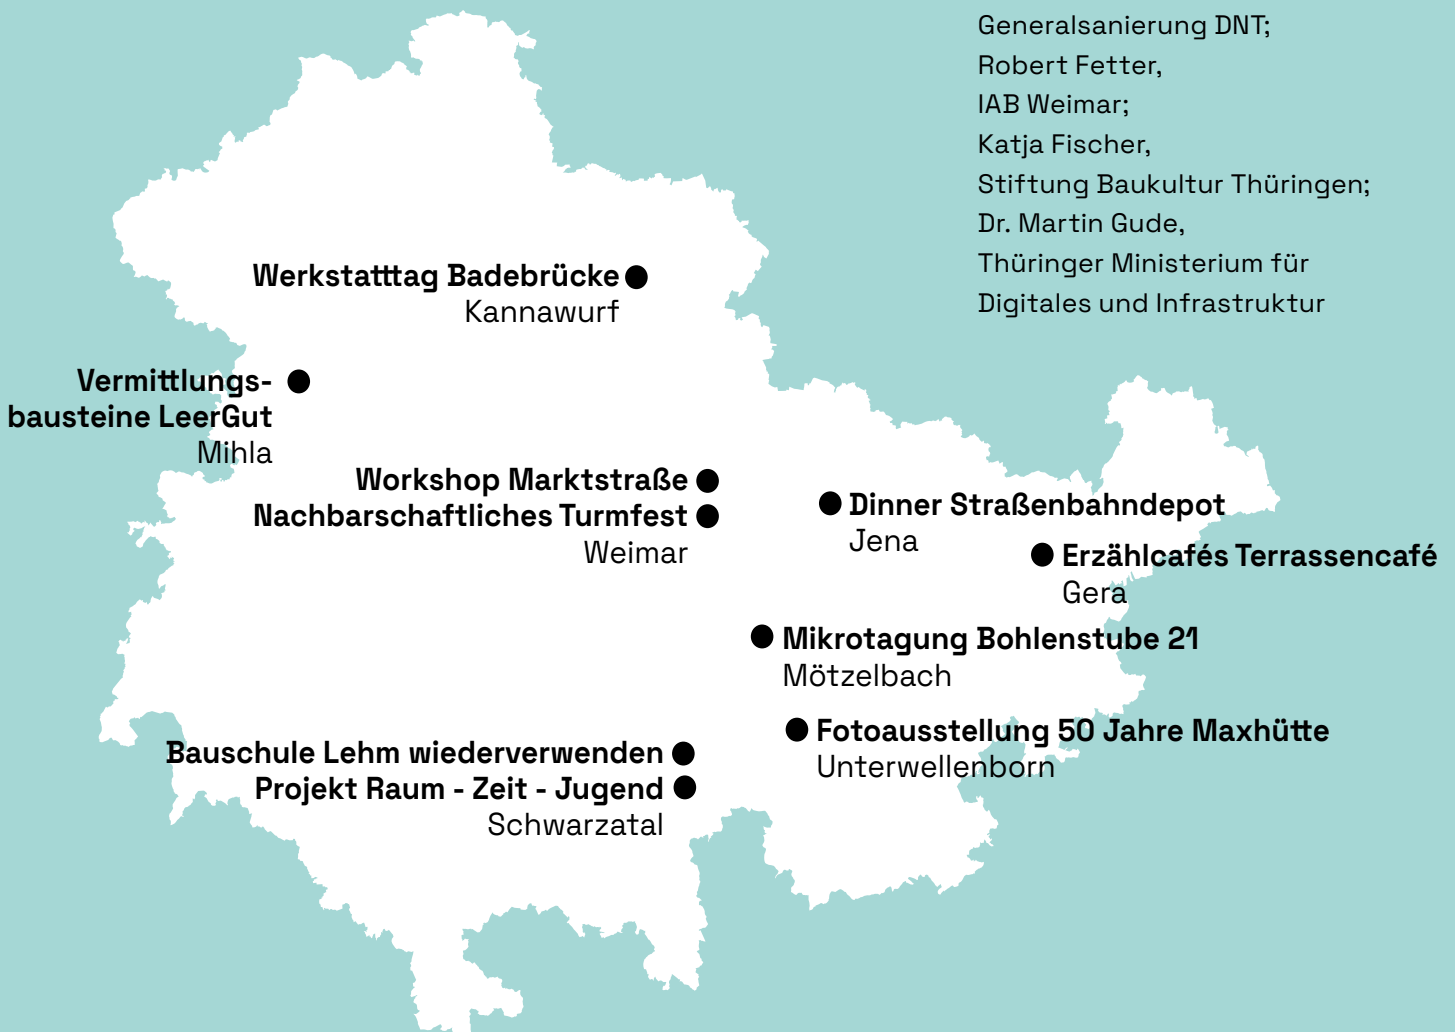 Generalsanierung DNT;
Robert Fetter,
IAB Weimar;
Katja Fischer,
Stiftung Baukultur Thüringen;
Dr. Martin Gude,
Thüringer Ministerium für
Digitales und Infrastruktur
Werkstatttag Badebrücke
Kannawurf
Vermittlungs-
bausteine LeerGut
Mihla
Workshop Marktstraße
Nachbarschaftliches Turmfest
Weimar
Dinner Straßenbahndepot
Jena
Erzählcafés Terrassencafé
Gera
Mikrotagung Bohlenstube 21
Mötzelbach
Fotoausstellung 50 Jahre Maxhütte
Unterwellenborn
Bauschule Lehm wiederverwenden
Projekt Raum - Zeit - Jugend
Schwarzatal